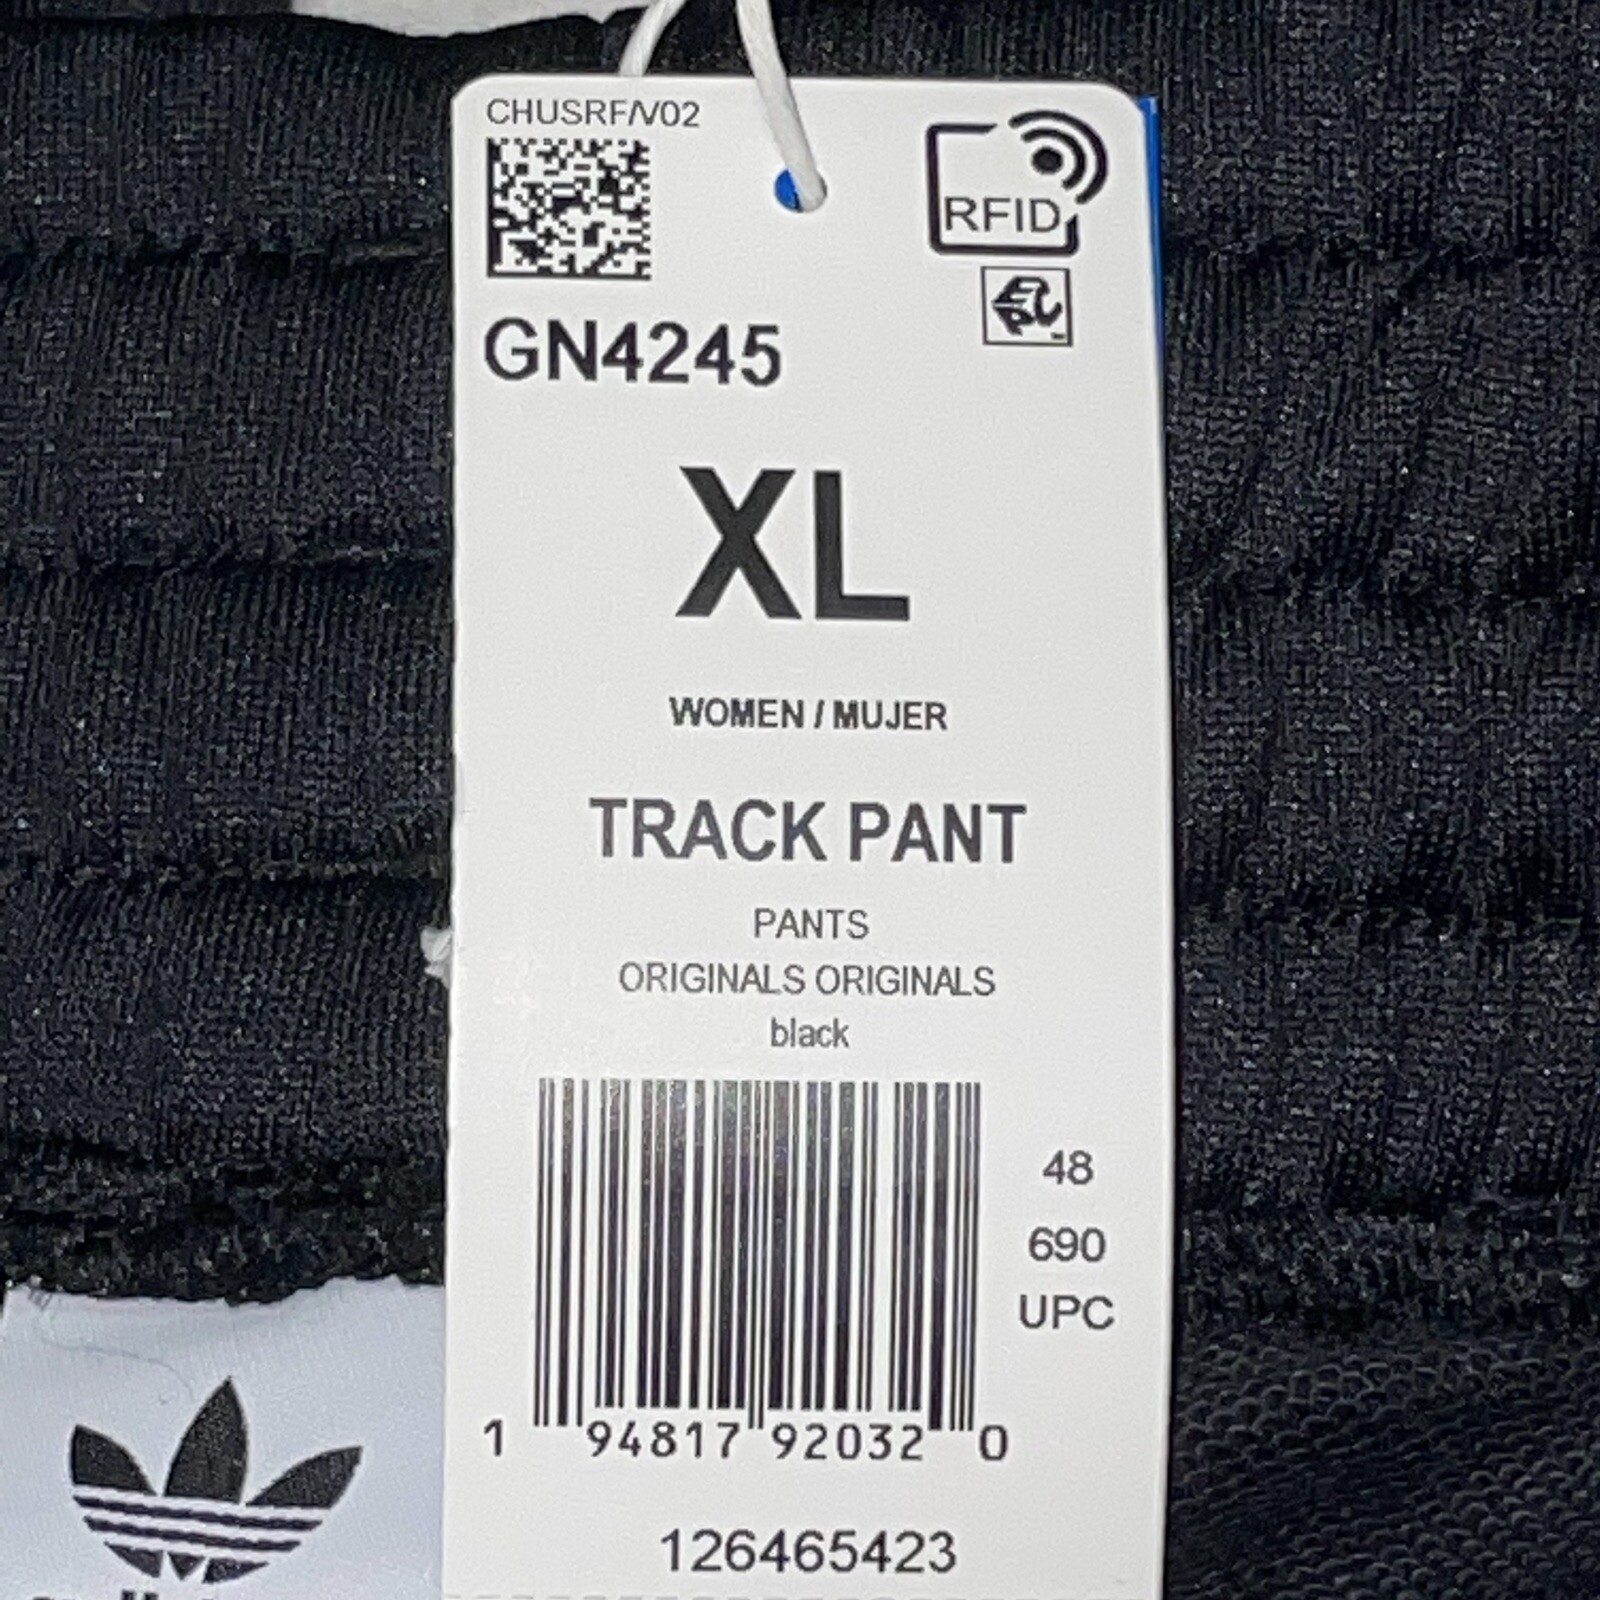 CHUSRF/V02
RFID
GN4245
XL
WOMEN / MUJER
TRACK PANT
PANTS
ORIGINALS ORIGINALS
black
48
690
UPC
1 94817 92032 0
126465423